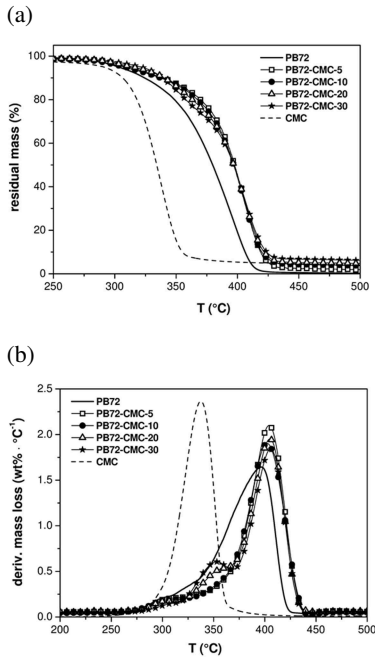 (a)
100
80
60
40
20
0
residual mass (%)
PB72
PB72-CMC-5
PB72-CMC-10
PB72-CMC-20
PB72-CMC-30
CMC
250 300 350 400 450 500
T (°C)
(b)
2.5
2.0
1.5
1.0
0.5
0.0
deriv. mass loss (wt% · °C⁻¹)
PB72
PB72-CMC-5
PB72-CMC-10
PB72-CMC-20
PB72-CMC-30
CMC
200 250 300 350 400 450 500
T (°C)